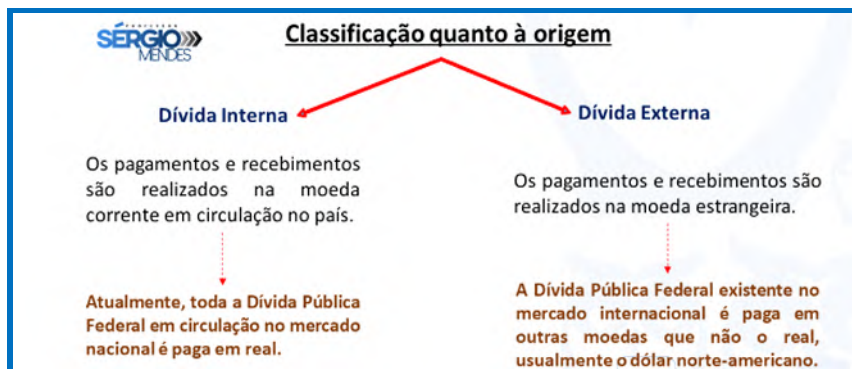 PROFESSOR
SÉRGIO
MENDES
Classificação quanto à origem
Dívida Interna
Os pagamentos e recebimentos
são realizados na moeda
corrente em circulação no país.
Atualmente, toda a Dívida Pública
Federal em circulação no mercado
nacional é paga em real.
Dívida Externa
Os pagamentos e recebimentos são
realizados na moeda estrangeira.
A Dívida Pública Federal existente no
mercado internacional é paga em
outras moedas que não o real,
usualmente o dólar norte-americano.